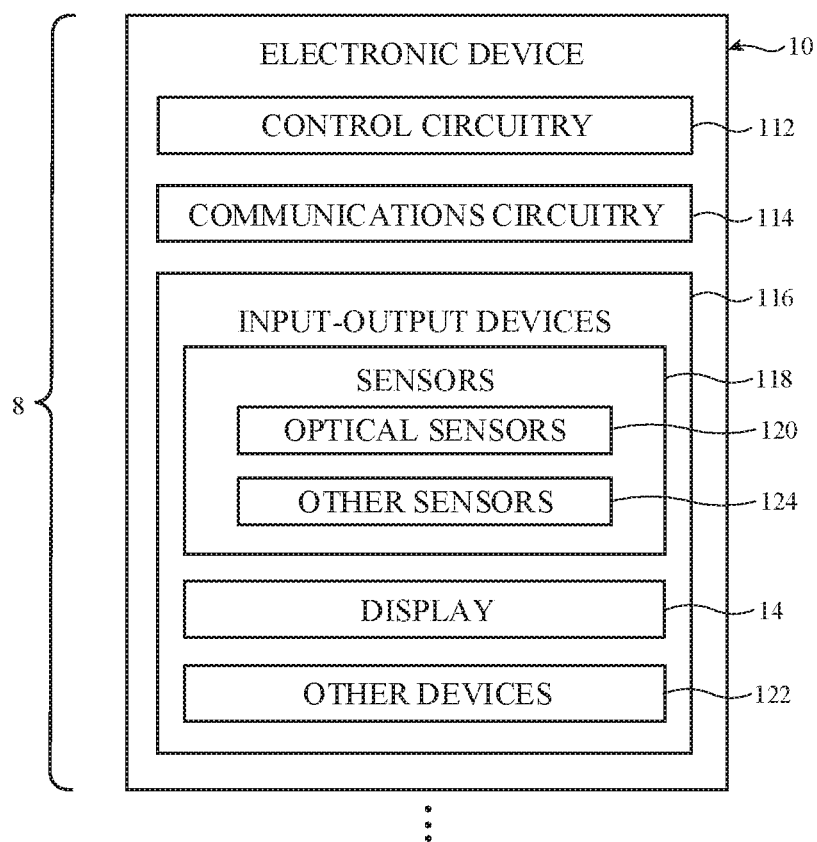 ELECTRONIC DEVICE
10
CONTROL CIRCUITRY
112
COMMUNICATIONS CIRCUITRY
114
116
INPUT-OUTPUT DEVICES
SENSORS
118
8
OPTICAL SENSORS
120
OTHER SENSORS
124
DISPLAY
14
OTHER DEVICES
122